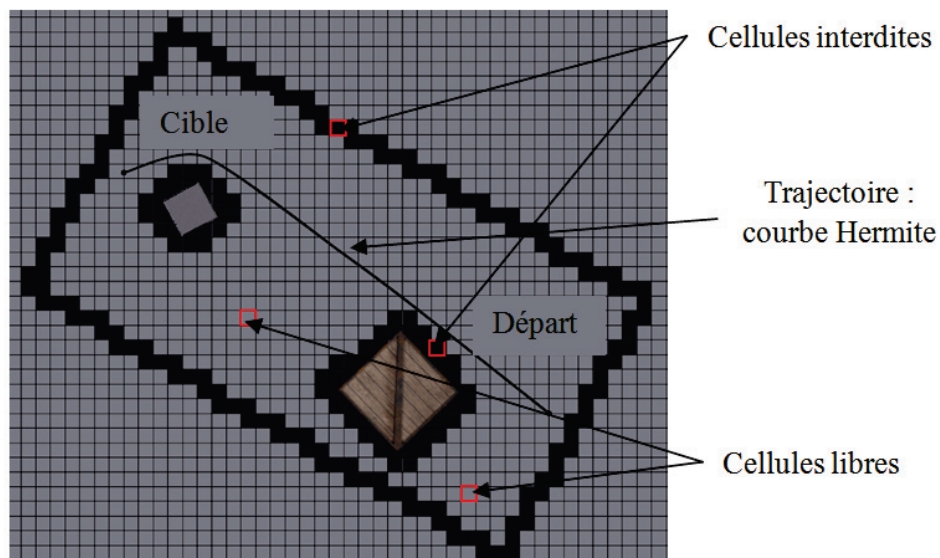 Cellules interdites
Cible
Trajectoire :
courbe Hermite
Départ
Cellules libres